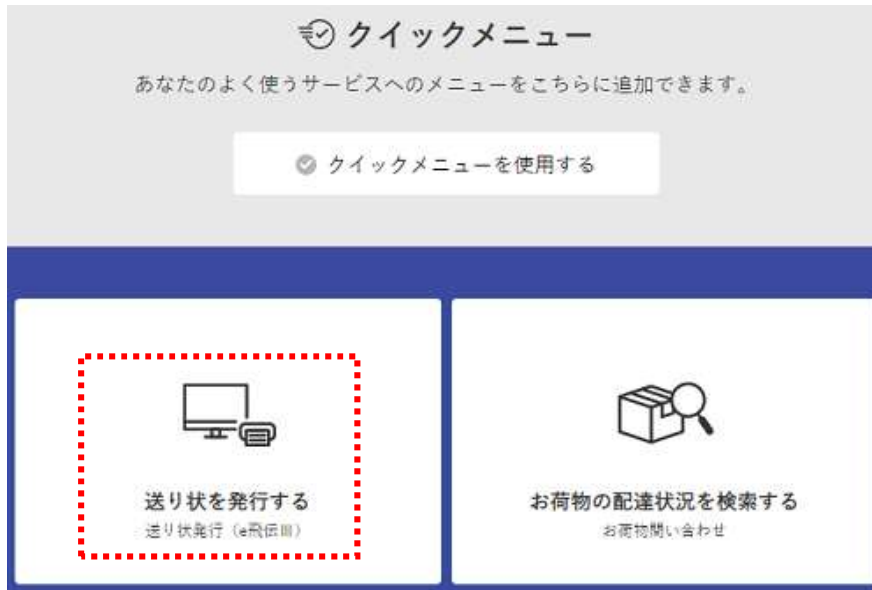 クイックメニュー
あなたのよく使うサービスへのメニューをこちらに追加できます。
クイックメニューを使用する
送り状を発行する
送り状発行（e飛伝Ⅲ）
お荷物の配達状況を検索する
お荷物問い合わせ